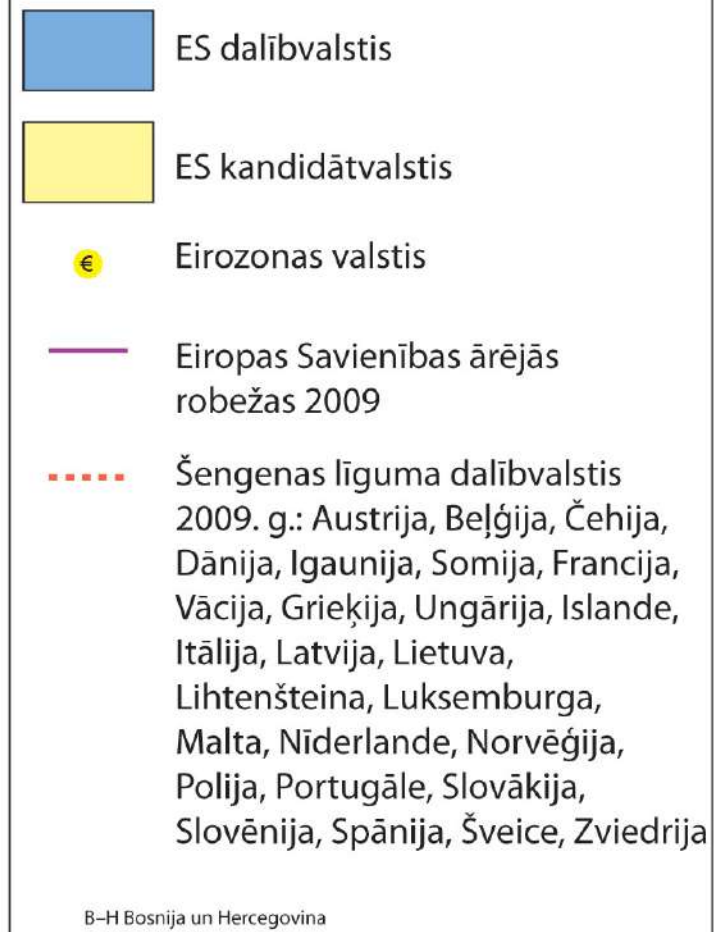 ES dalībvalstis
ES kandidātvalstis
€ Eirozonas valstis
Eiropas Savienības ārējās
robežas 2009
Šengenas līguma dalībvalstis
2009. g.: Austrija, Beļģija, Čehija,
Dānija, Igaunija, Somija, Francija,
Vācija, Grieķija, Ungārija, Islande,
Itālija, Latvija, Lietuva,
Lihtenšteina, Luksemburga,
Malta, Nīderlande, Norvēģija,
Polija, Portugāle, Slovākija,
Slovēnija, Spānija, Šveice, Zviedrija
B–H Bosnija un Hercegovina